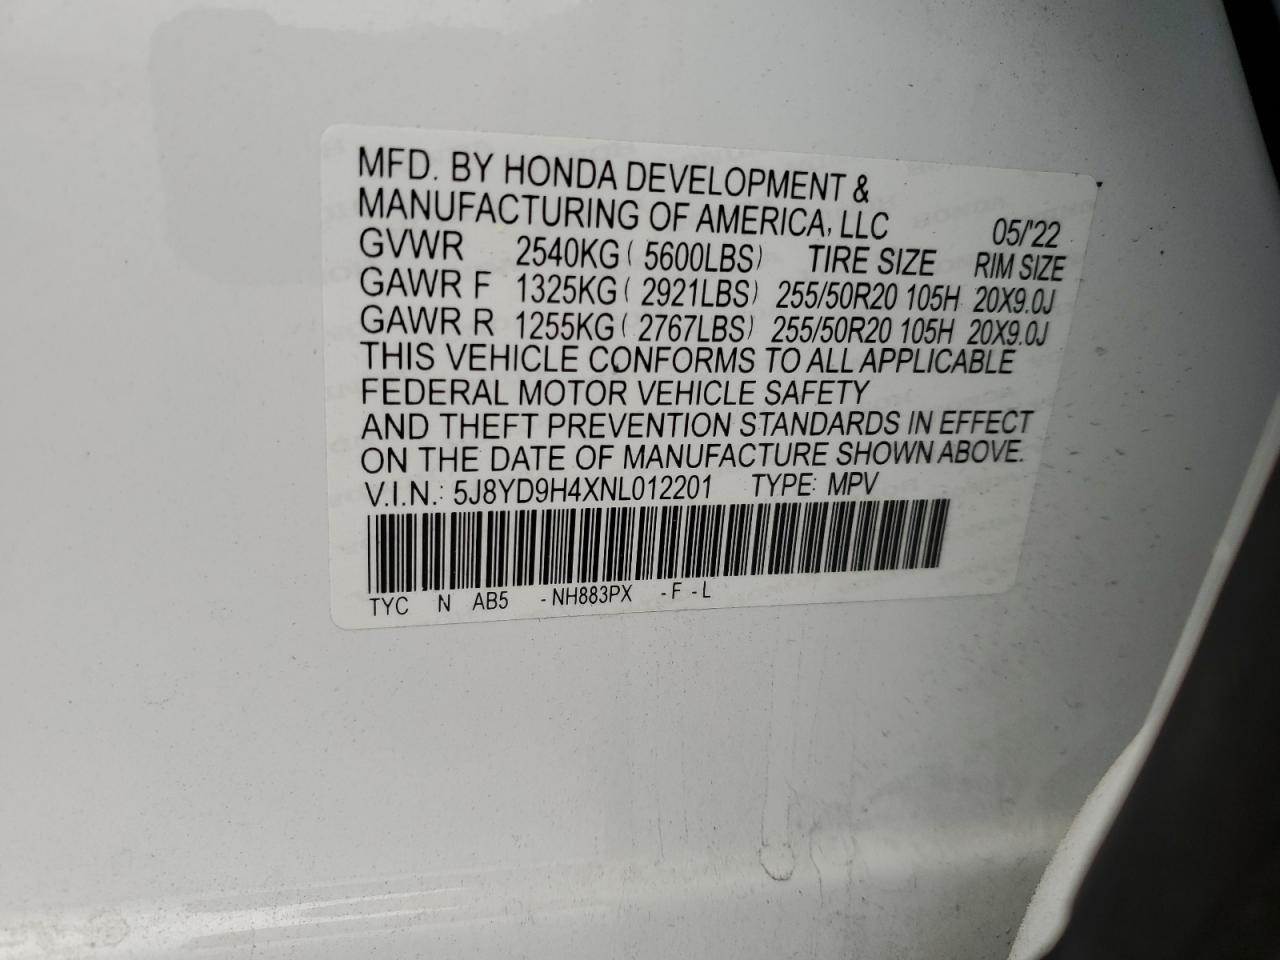 MFD. BY HONDA DEVELOPMENT &
MANUFACTURING OF AMERICA, LLC 05/'22
GVWR 2540KG ( 5600LBS) TIRE SIZE RIM SIZE
GAWR F 1325KG ( 2921LBS) 255/50R20 105H 20X9.0J
GAWR R 1255KG ( 2767LBS) 255/50R20 105H 20X9.0J
THIS VEHICLE CONFORMS TO ALL APPLICABLE
FEDERAL MOTOR VEHICLE SAFETY
AND THEFT PREVENTION STANDARDS IN EFFECT
ON THE DATE OF MANUFACTURE SHOWN ABOVE.
V.I.N.: 5J8YD9H4XNL012201 TYPE: MPV
TYC N AB5 -NH883PX -F -L